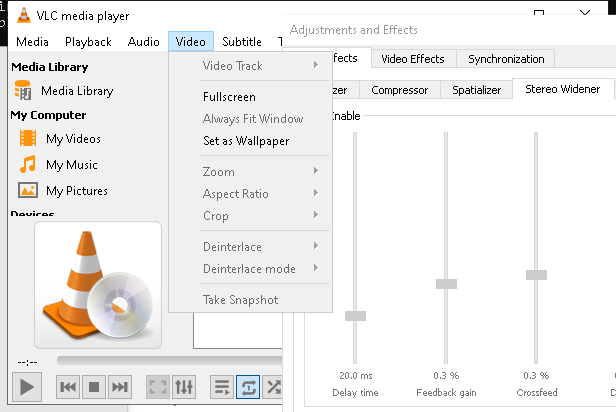 VLC media player
Media Playback Audio Video Subtitle
Media Library
Media Library
My Computer
My Videos
My Music
My Pictures
Devices
--:--
Video Track
Fullscreen
Always Fit Window
Set as Wallpaper
Zoom
Aspect Ratio
Crop
Deinterlace
Deinterlace mode
Take Snapshot
Adjustments and Effects
Video Effects Synchronization
Compressor Spatializer Stereo Widener
Enable
20.0 ms 0.3 % 0.3 %
Delay time Feedback gain Crossfeed